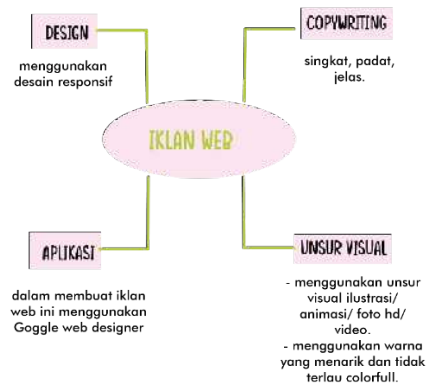 DESIGN
menggunakan
desain responsif
COPYWRITING
singkat, padat,
jelas.
IKLAN WEB
APLIKASI
dalam membuat iklan
web ini menggunakan
Goggle web designer
UNSUR VISUAL
- menggunakan unsur
visual ilustrasi/
animasi/ foto hd/
video.
- menggunakan warna
yang menarik dan tidak
terlau colorfull.